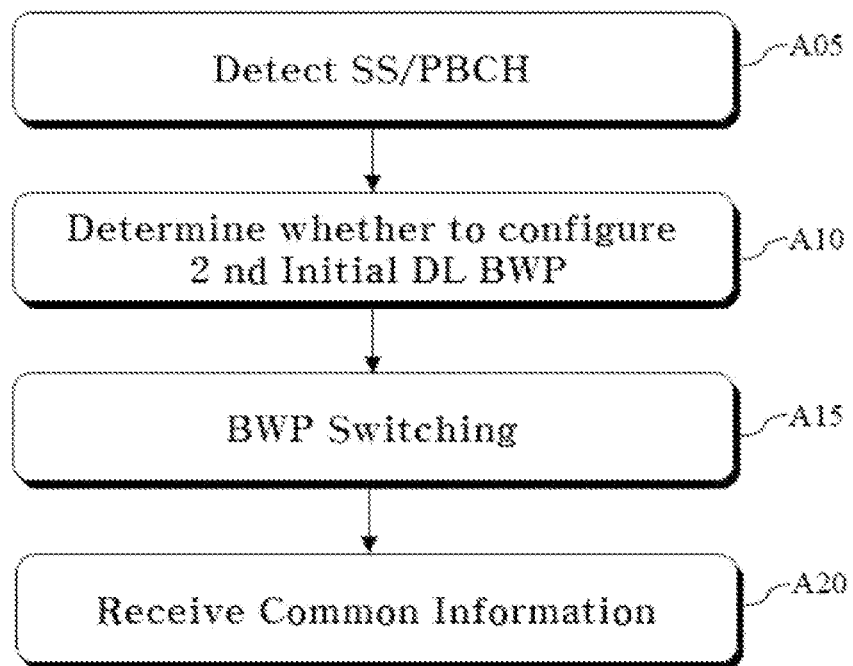 Detect SS/PBCH
A05
Determine whether to configure
2 nd Initial DL BWP
A10
BWP Switching
A15
Receive Common Information
A20